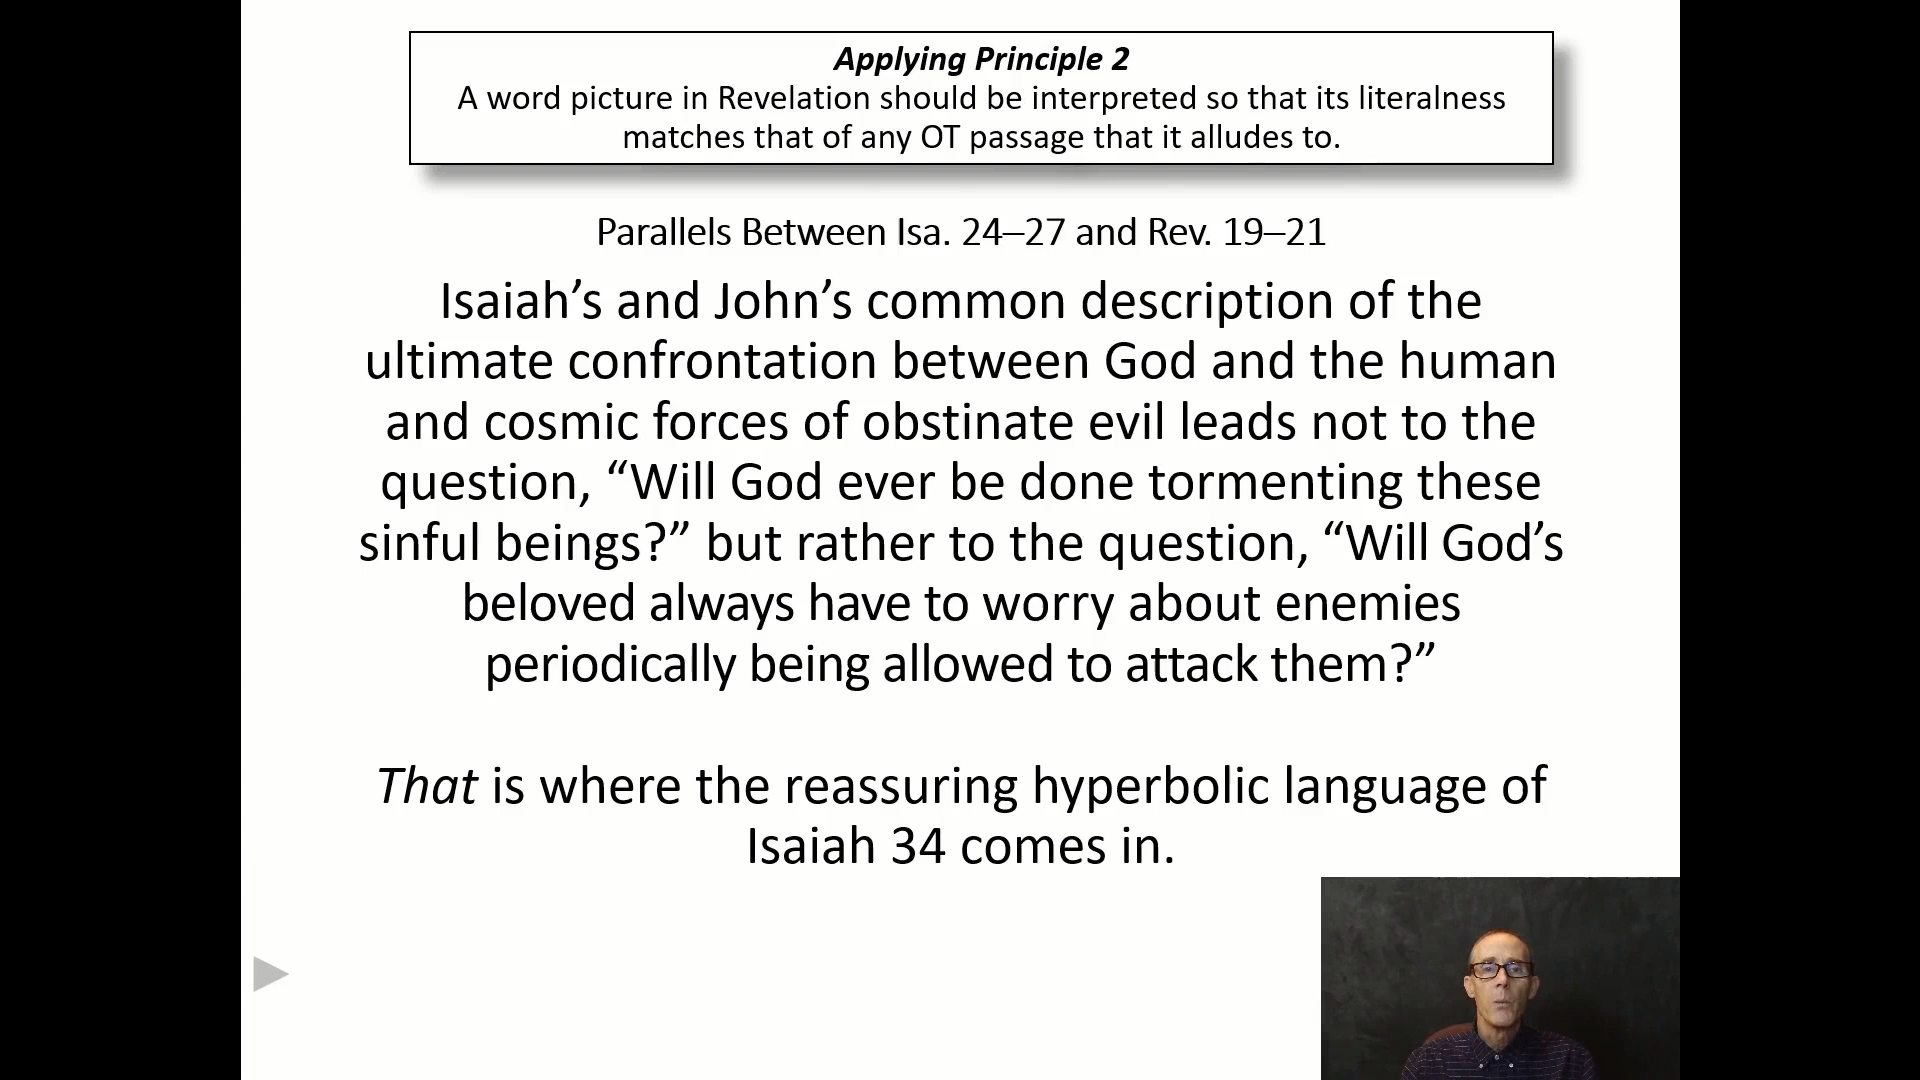 Applying Principle 2
A word picture in Revelation should be interpreted so that its literalness
matches that of any OT passage that it alludes to.
Parallels Between Isa. 24–27 and Rev. 19–21
Isaiah’s and John’s common description of the
ultimate confrontation between God and the human
and cosmic forces of obstinate evil leads not to the
question, “Will God ever be done tormenting these
sinful beings?” but rather to the question, “Will God’s
beloved always have to worry about enemies
periodically being allowed to attack them?”
That is where the reassuring hyperbolic language of
Isaiah 34 comes in.